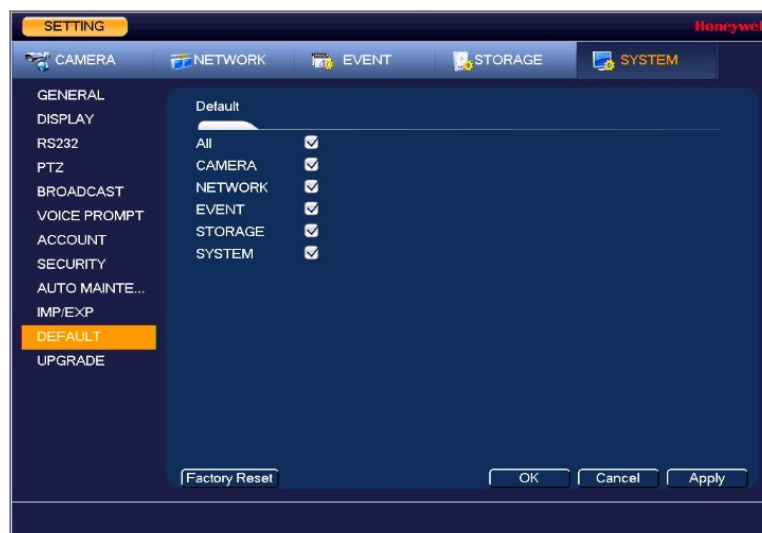 SETTING
Honeywell
CAMERA NETWORK EVENT STORAGE SYSTEM
GENERAL
DISPLAY
RS232
PTZ
BROADCAST
VOICE PROMPT
ACCOUNT
SECURITY
AUTO MAINTE...
IMP/EXP
DEFAULT
UPGRADE
Default
All
CAMERA
NETWORK
EVENT
STORAGE
SYSTEM
Factory Reset OK Cancel Apply